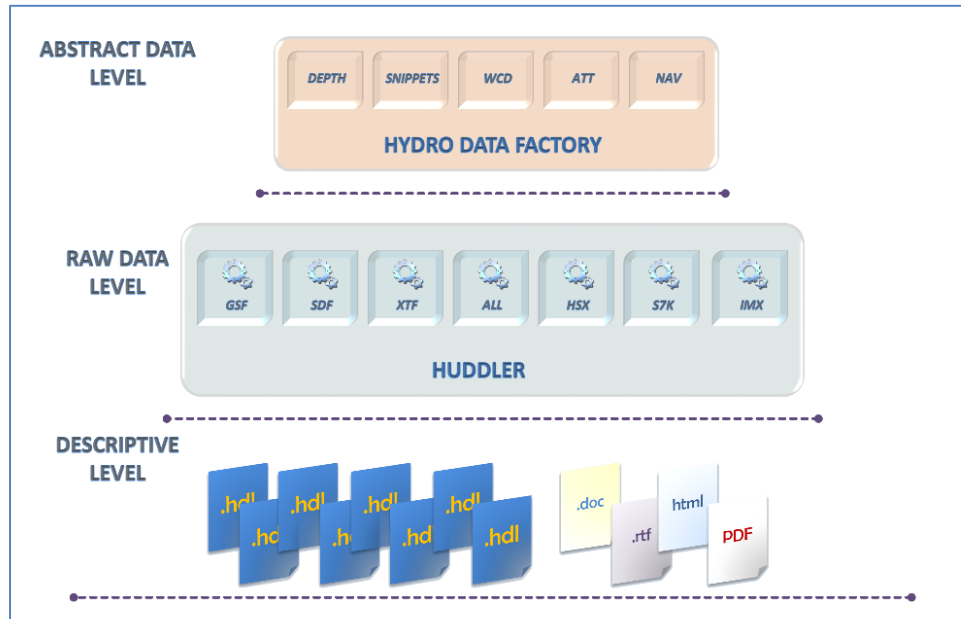 ABSTRACT DATA
LEVEL
DEPTH SNIPPETS WCD ATT NAV
HYDRO DATA FACTORY
RAW DATA
LEVEL
GSF SDF XTF ALL HSX S7K IMX
HUDDLER
DESCRIPTIVE
LEVEL
.hdl .hdl .hdl .hdl
.hdl .hdl .hdl .hdl
.doc html
.rtf PDF